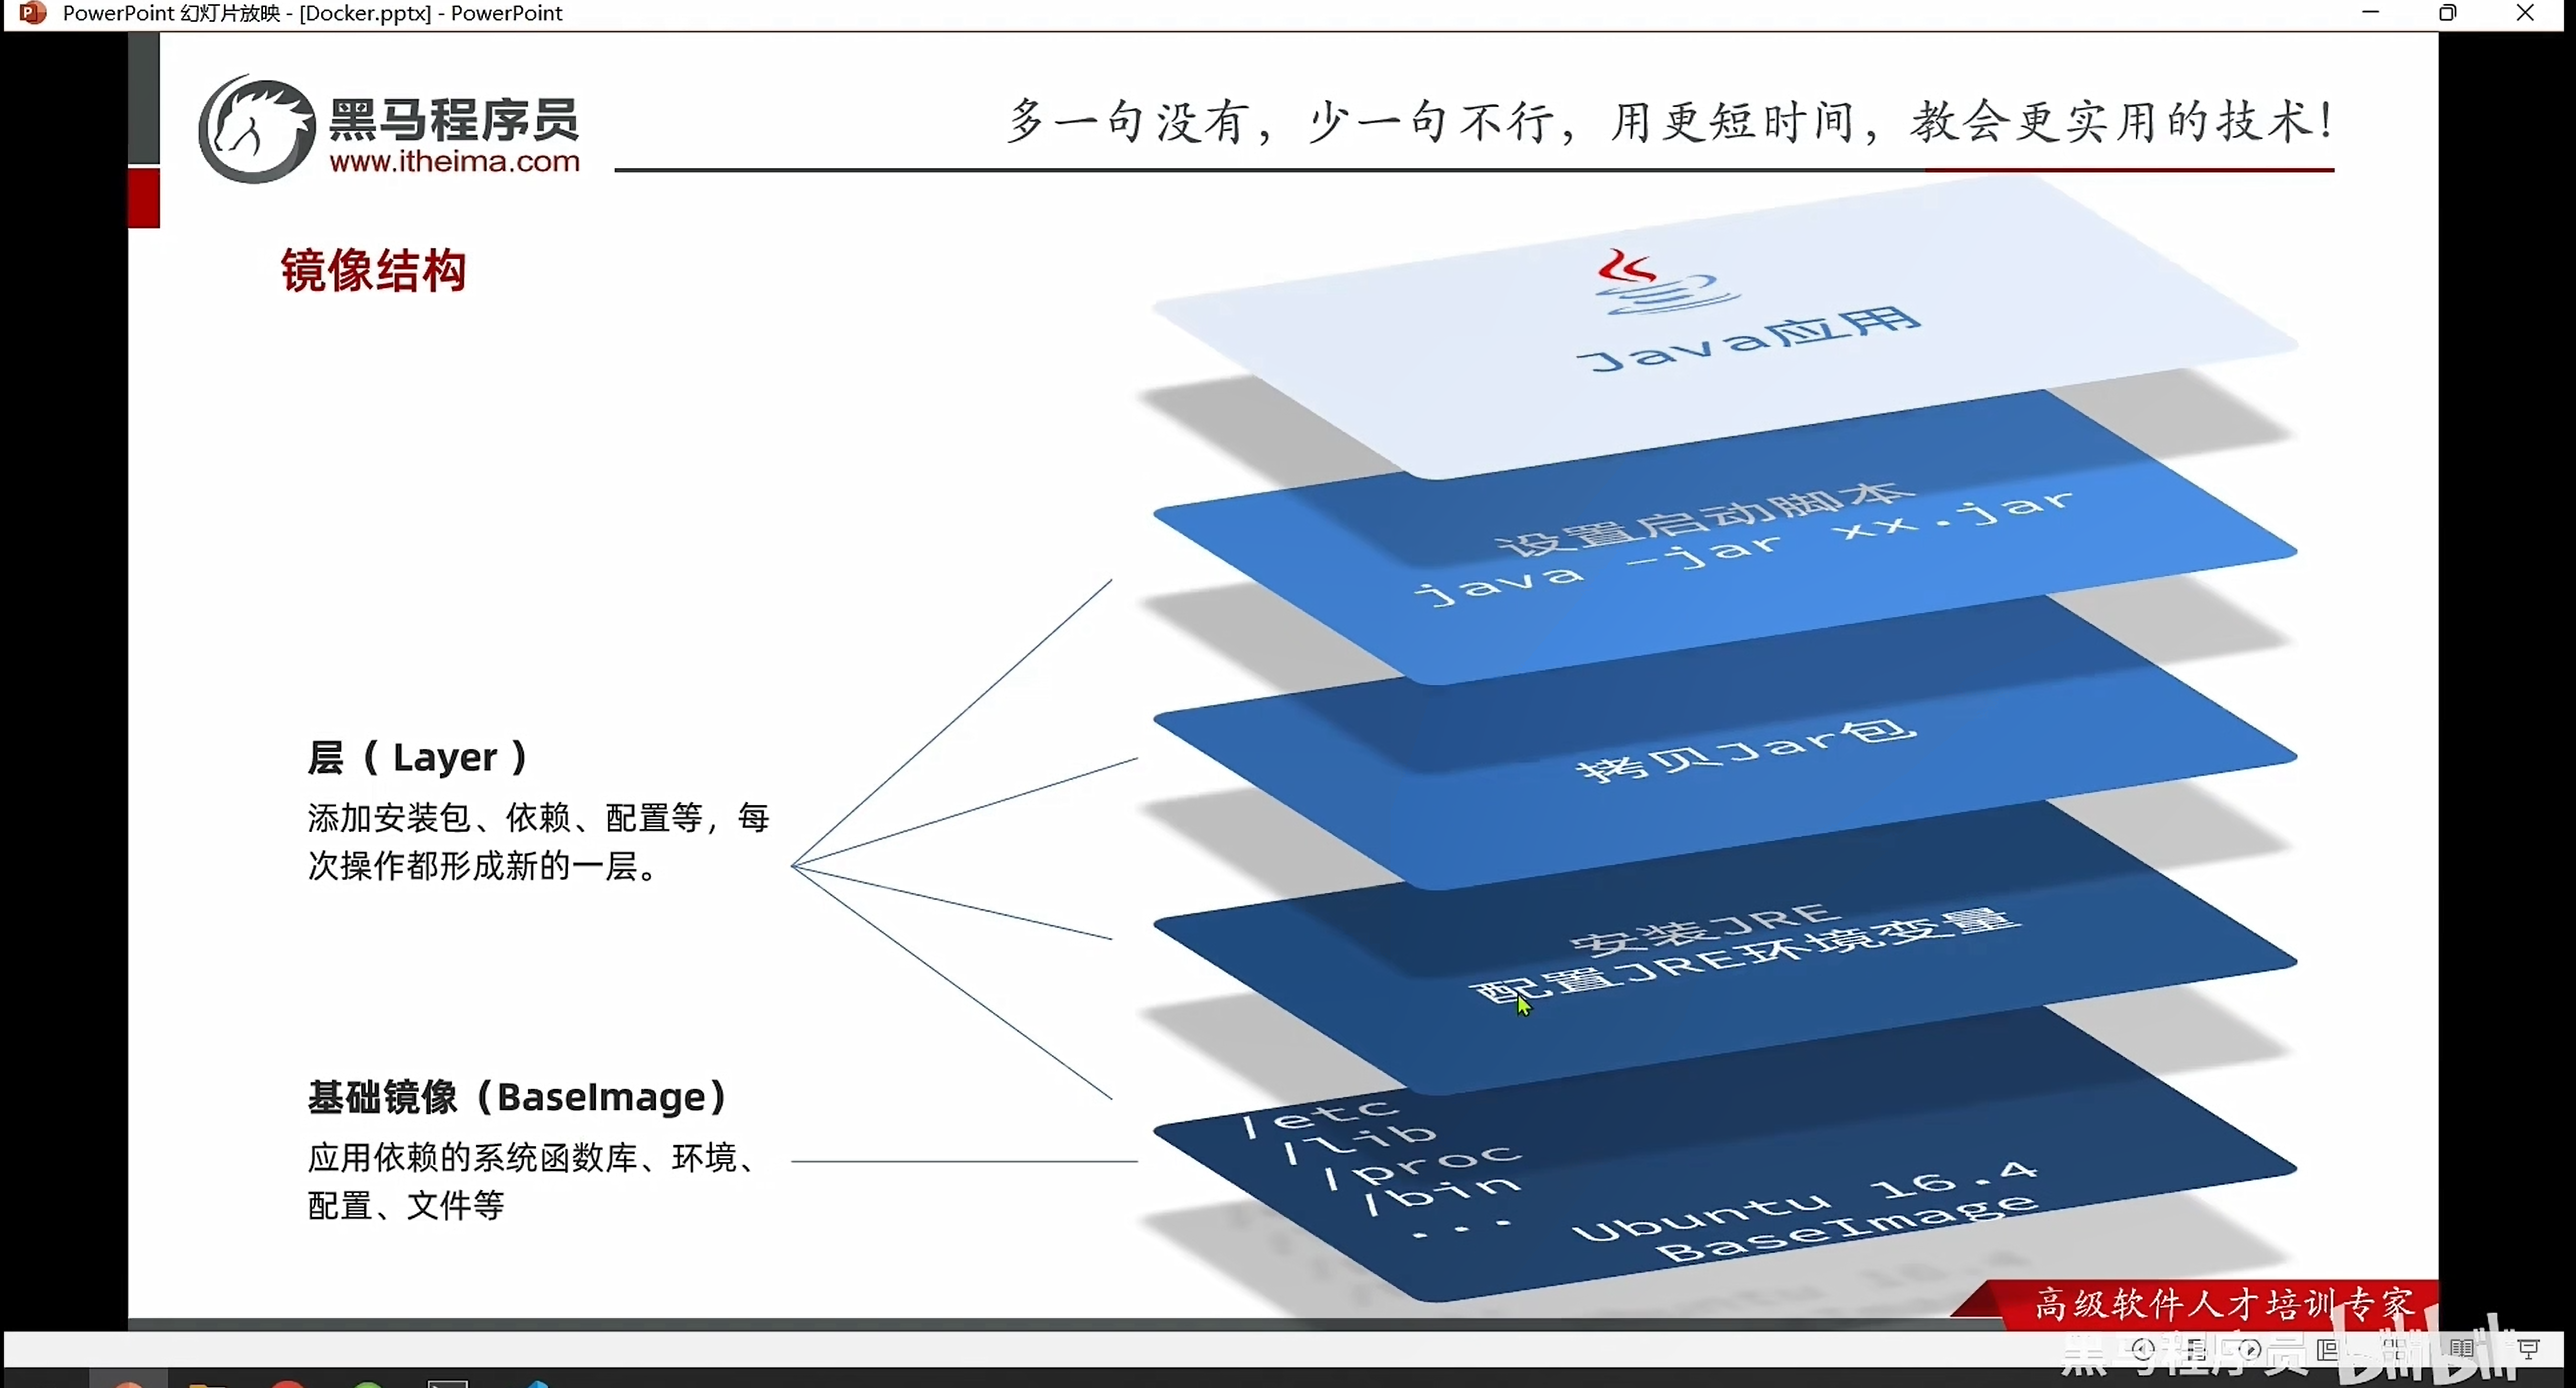 PowerPoint 幻灯片放映 - [Docker.pptx] - PowerPoint
黑马程序员
www.itheima.com
多一句没有，少一句不行，用更短时间，教会更实用的技术！
镜像结构
Java应用
设置启动脚本
java -jar xx.jar
拷贝Jar包
安装JRE
配置JRE环境变量
/etc
/lib
/proc
/bin
...
Ubuntu 16.4
BaseImage
层（ Layer ）
添加安装包、依赖、配置等，每
次操作都形成新的一层。
基础镜像（BaseImage）
应用依赖的系统函数库、环境、
配置、文件等
高级软件人才培训专家
黑马程序员 bilibili